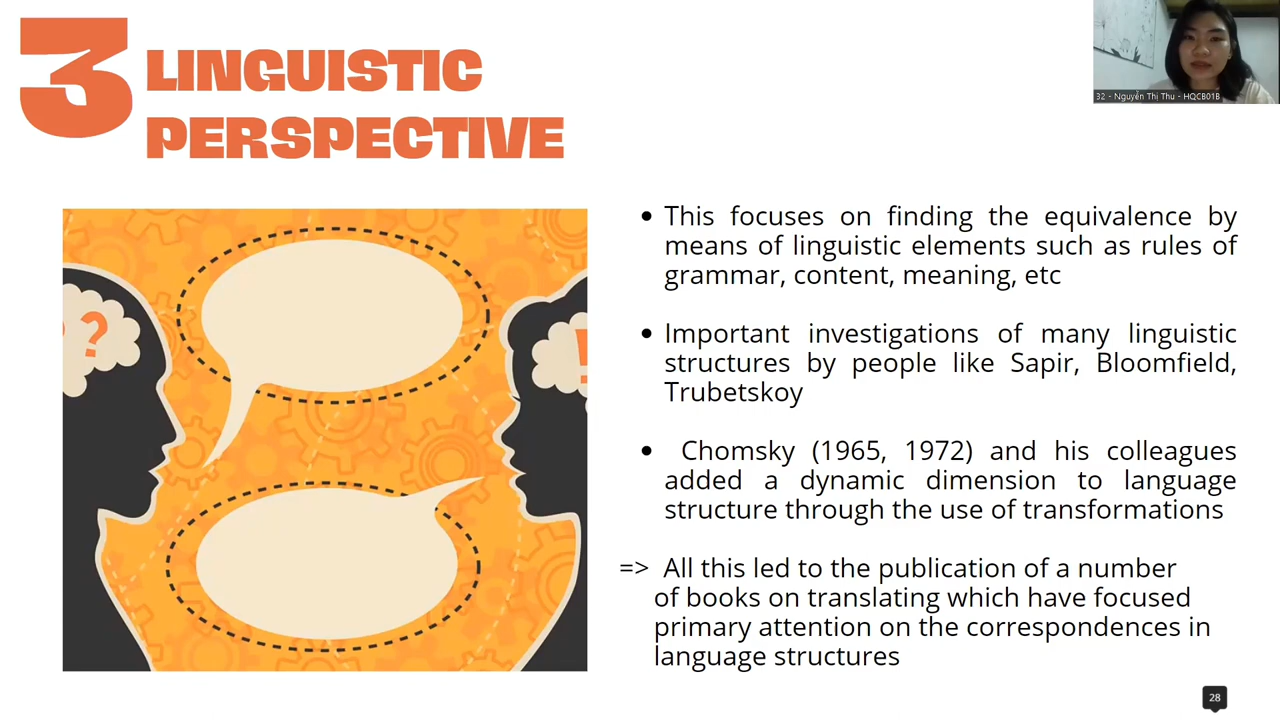 3
LINGUISTIC
PERSPECTIVE
32 - Nguyễn Thị Thu - HQCB01B
• This focuses on finding the equivalence by
means of linguistic elements such as rules of
grammar, content, meaning, etc
• Important investigations of many linguistic
structures by people like Sapir, Bloomfield,
Trubetskoy
• Chomsky (1965, 1972) and his colleagues
added a dynamic dimension to language
structure through the use of transformations
=> All this led to the publication of a number
of books on translating which have focused
primary attention on the correspondences in
language structures
? ?
!
28